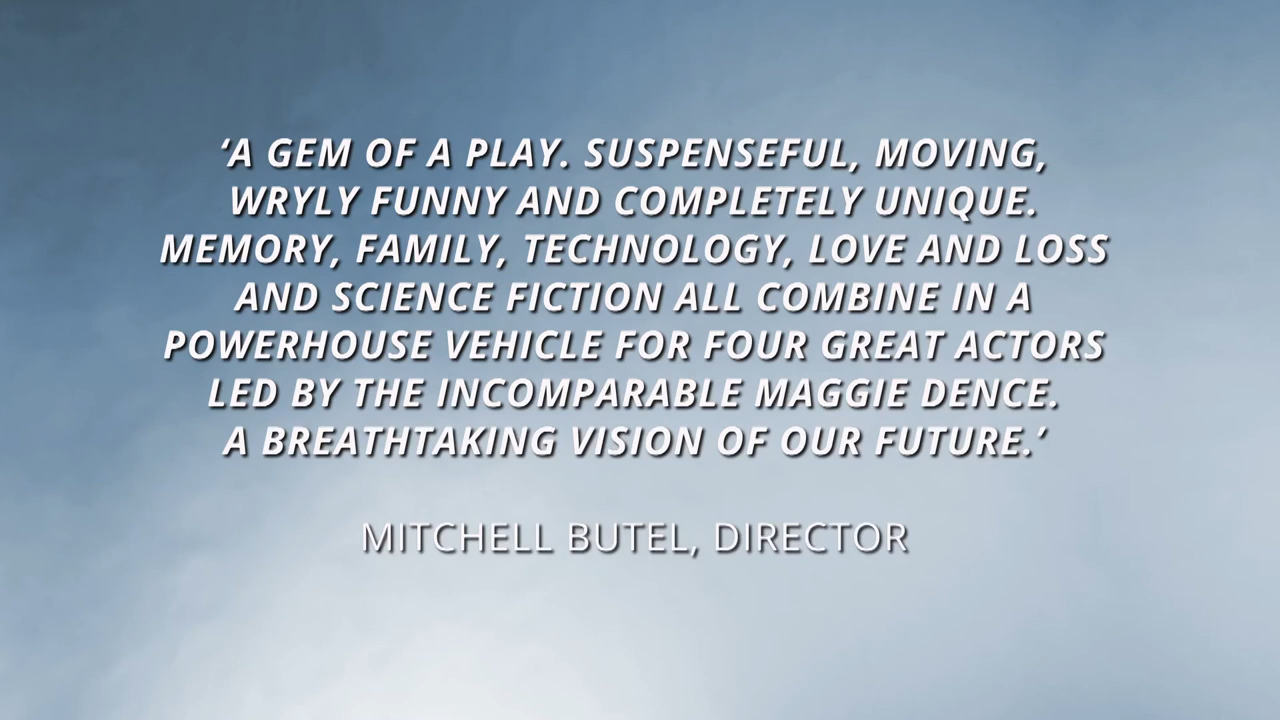 ‘A GEM OF A PLAY. SUSPENSEFUL, MOVING,
WRYLY FUNNY AND COMPLETELY UNIQUE.
MEMORY, FAMILY, TECHNOLOGY, LOVE AND LOSS
AND SCIENCE FICTION ALL COMBINE IN A
POWERHOUSE VEHICLE FOR FOUR GREAT ACTORS
LED BY THE INCOMPARABLE MAGGIE DENCE.
A BREATHTAKING VISION OF OUR FUTURE.’
MITCHELL BUTEL, DIRECTOR